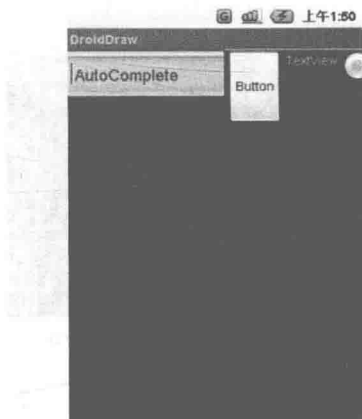 G 上午1:50
DroidDraw
AutoComplete
Button
TextView